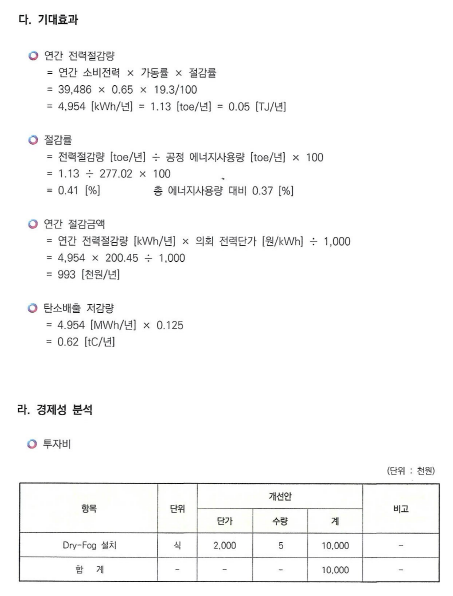 다. 기대효과
연간 전력절감량
= 연간 소비전력 × 가동률 × 절감률
= 39,486 × 0.65 × 19.3/100
= 4,954 [kWh/년] = 1.13 [toe/년] = 0.05 [TJ/년]
절감률
= 전력절감량 [toe/년] ÷ 공정 에너지사용량 [toe/년] × 100
= 1.13 ÷ 277.02 × 100
= 0.41 [%] 총 에너지사용량 대비 0.37 [%]
연간 절감금액
= 연간 전력절감량 [kWh/년] × 의회 전력단가 [원/kWh] ÷ 1,000
= 4,954 × 200.45 ÷ 1,000
= 993 [천원/년]
탄소배출 저감량
= 4.954 [MWh/년] × 0.125
= 0.62 [tC/년]
라. 경제성 분석
투자비
(단위 : 천원)
항목 단위 개선안 비고
단가 수량 계
Dry-Fog 설치 식 2,000 5 10,000 -
합 계 - - - 10,000 -